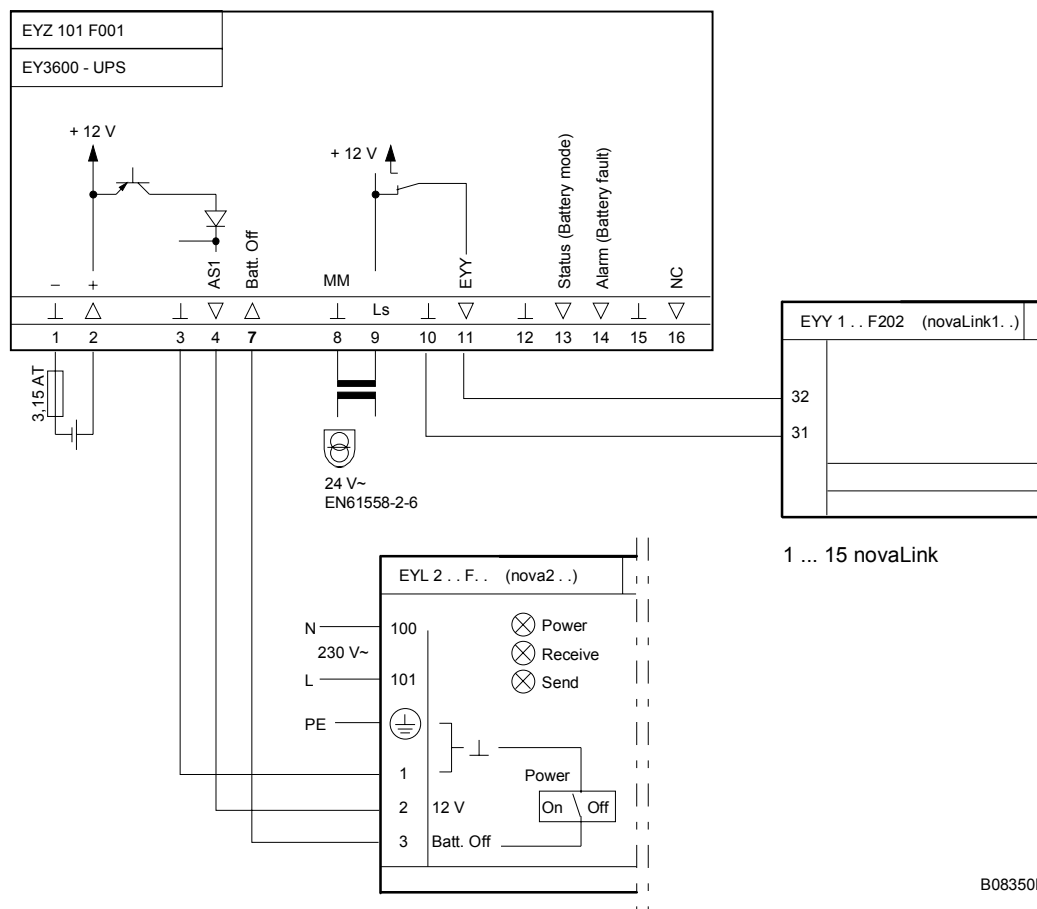 EYZ 101 F001
EY3600 - UPS
+ 12 V
+ 12 V
– + AS1 Batt. Off MM Ls EYY Status (Battery mode) Alarm (Battery fault) NC
1 2 3 4 7 8 9 10 11 12 13 14 15 16
3,15 AT
24 V~
EN61558-2-6
EYY 1 . . F202 (novaLink1. .)
32
31
1 ... 15 novaLink
EYL 2 . . F. . (nova2 . .)
N 100 Power
230 V~ Receive
L 101 Send
PE
1 Power
2 12 V On Off
3 Batt. Off